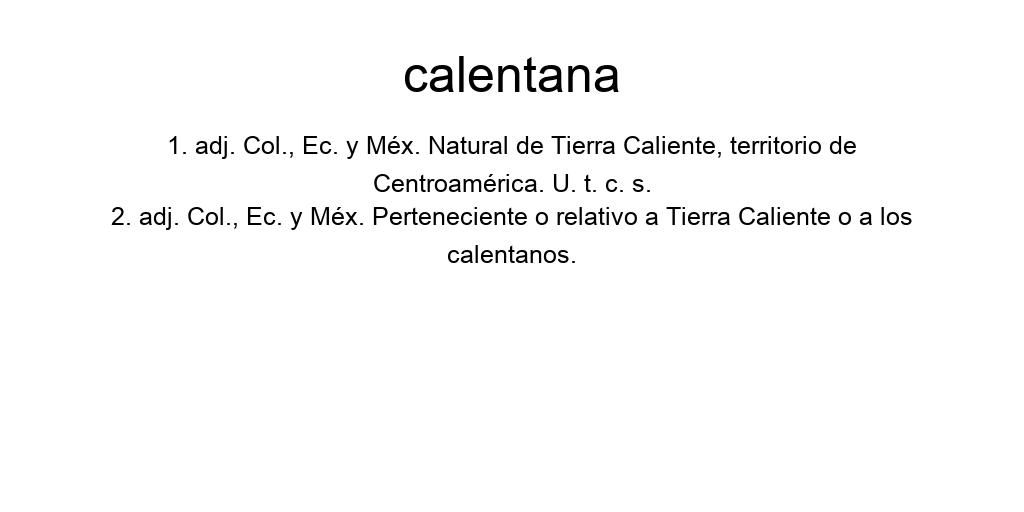 calentana
1. adj. Col., Ec. y Méx. Natural de Tierra Caliente, territorio de
Centroamérica. U. t. c. s.
2. adj. Col., Ec. y Méx. Perteneciente o relativo a Tierra Caliente o a los
calentanos.